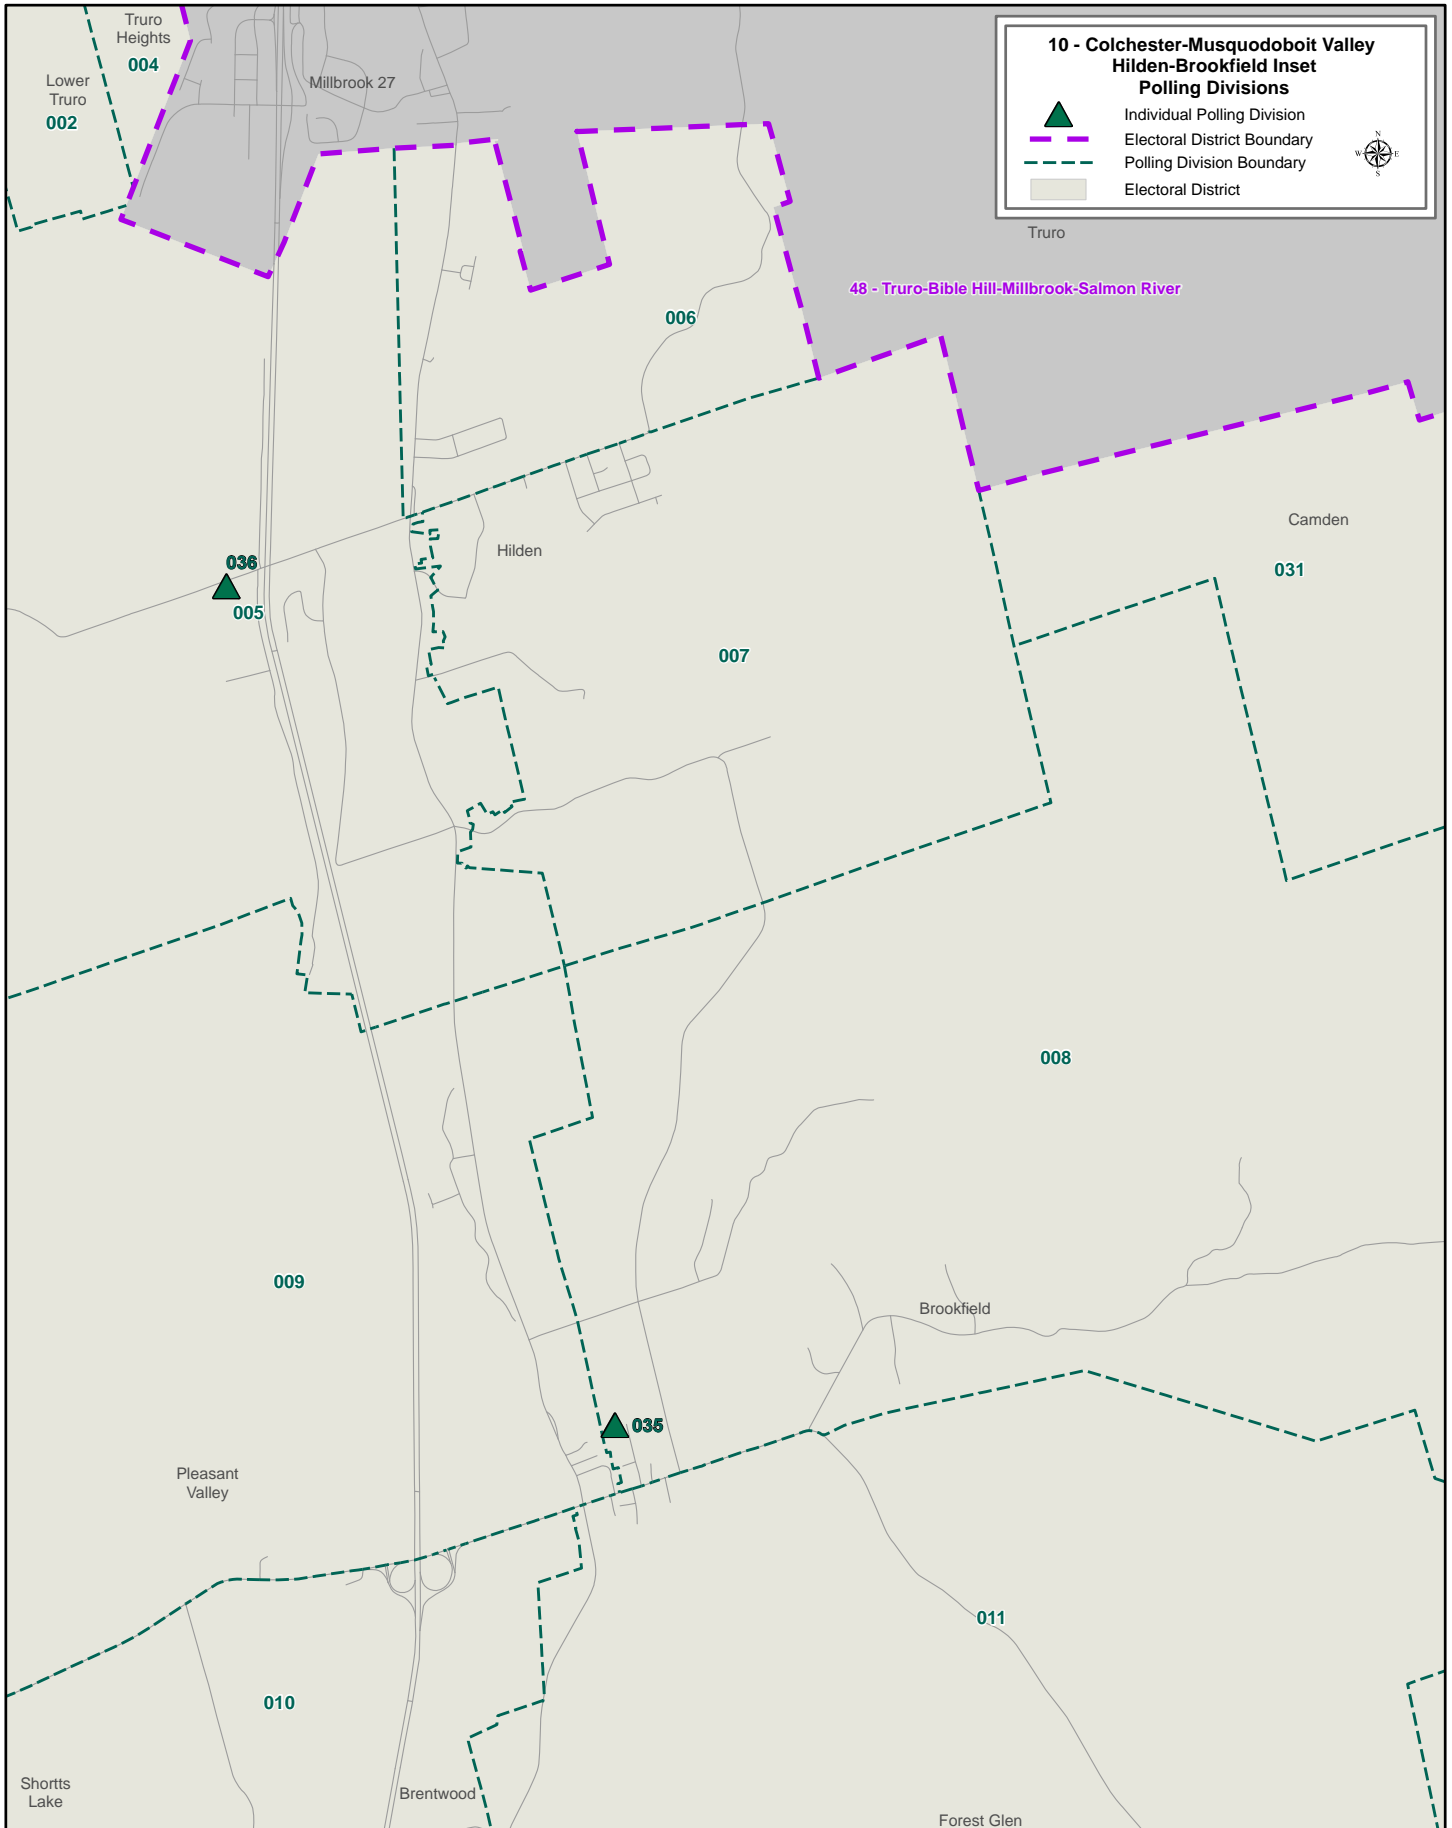 10 - Colchester-Musquodoboit Valley
Hilden-Brookfield Inset
Polling Divisions
Individual Polling Division
Electoral District Boundary
Polling Division Boundary
Electoral District
N
W
E
S
Truro
Heights
004
Lower
Truro
002
Millbrook 27
Truro
48 - Truro-Bible Hill-Millbrook-Salmon River
006
Camden
031
Hilden
036
005
007
008
009
Brookfield
035
Pleasant
Valley
011
010
Shortts
Lake
Brentwood
Forest Glen